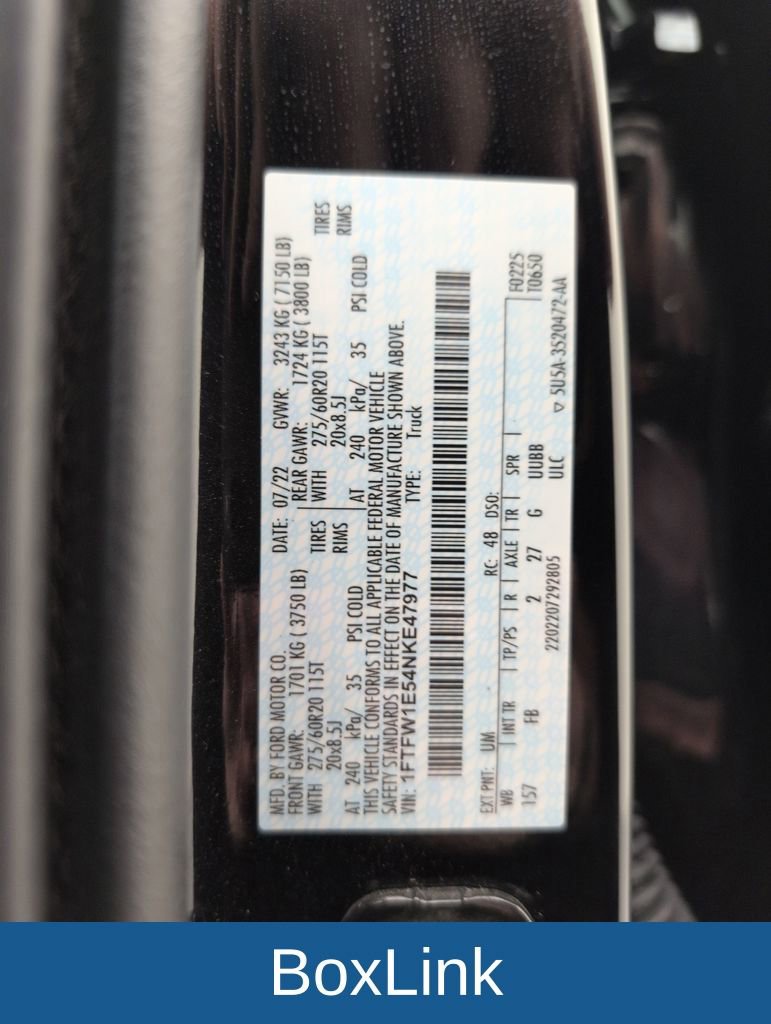 MFD. BY FORD MOTOR CO.
DATE: 07/22 GVWR: 3243 KG ( 7150 LB)
FRONT GAWR: 1701 KG ( 3750 LB) REAR GAWR: 1724 KG ( 3800 LB)
WITH 275/60R20 115T TIRES WITH 275/60R20 115T TIRES
20x8.5J RIMS 20x8.5J RIMS
AT 240 kPa/ 35 PSI COLD AT 240 kPa/ 35 PSI COLD
THIS VEHICLE CONFORMS TO ALL APPLICABLE FEDERAL MOTOR VEHICLE
SAFETY STANDARDS IN EFFECT ON THE DATE OF MANUFACTURE SHOWN ABOVE.
VIN: 1FTFW1E54NKE47977 TYPE: Truck
EXT PNT: UM RC: 48 DSO:
WB INT TR TP/PS R AXLE TR SPR F0225
157 FB 2 27 G UUBB T0650
2202207292805 ULC 5U5A-3520472-AA
BoxLink